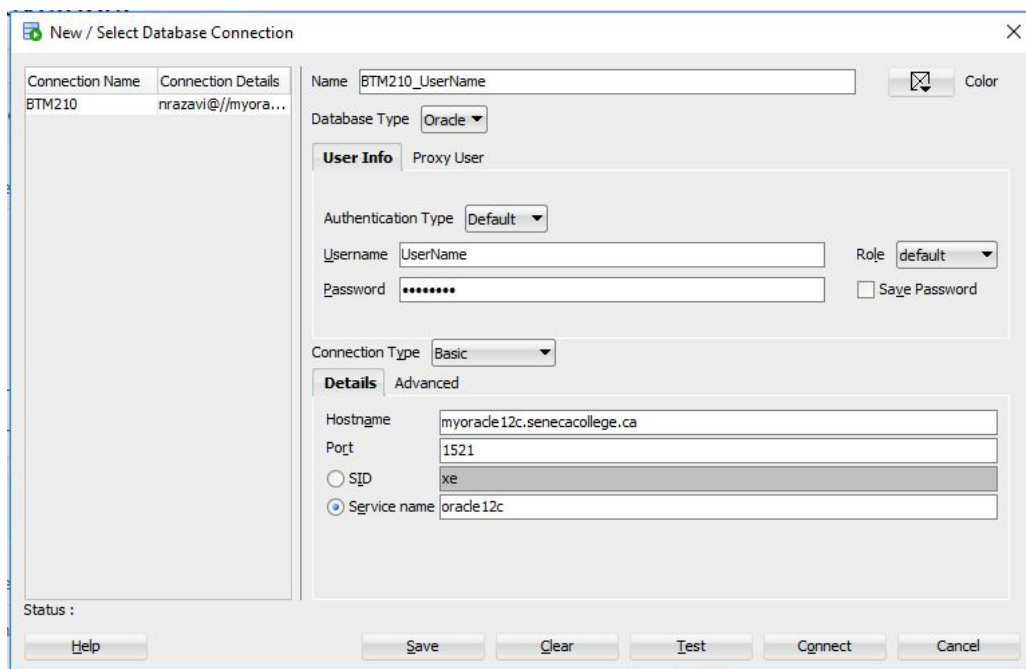 New / Select Database Connection
Connection Name Connection Details
BTM210 nrazavi@//myora...
Name BTM210_UserName Color
Database Type Oracle
User Info Proxy User
Authentication Type Default
Username UserName Role default
Password •••••••• Save Password
Connection Type Basic
Details Advanced
Hostname myoracle12c.senecacollege.ca
Port 1521
SID xe
Service name oracle12c
Status :
Help Save Clear Test Connect Cancel